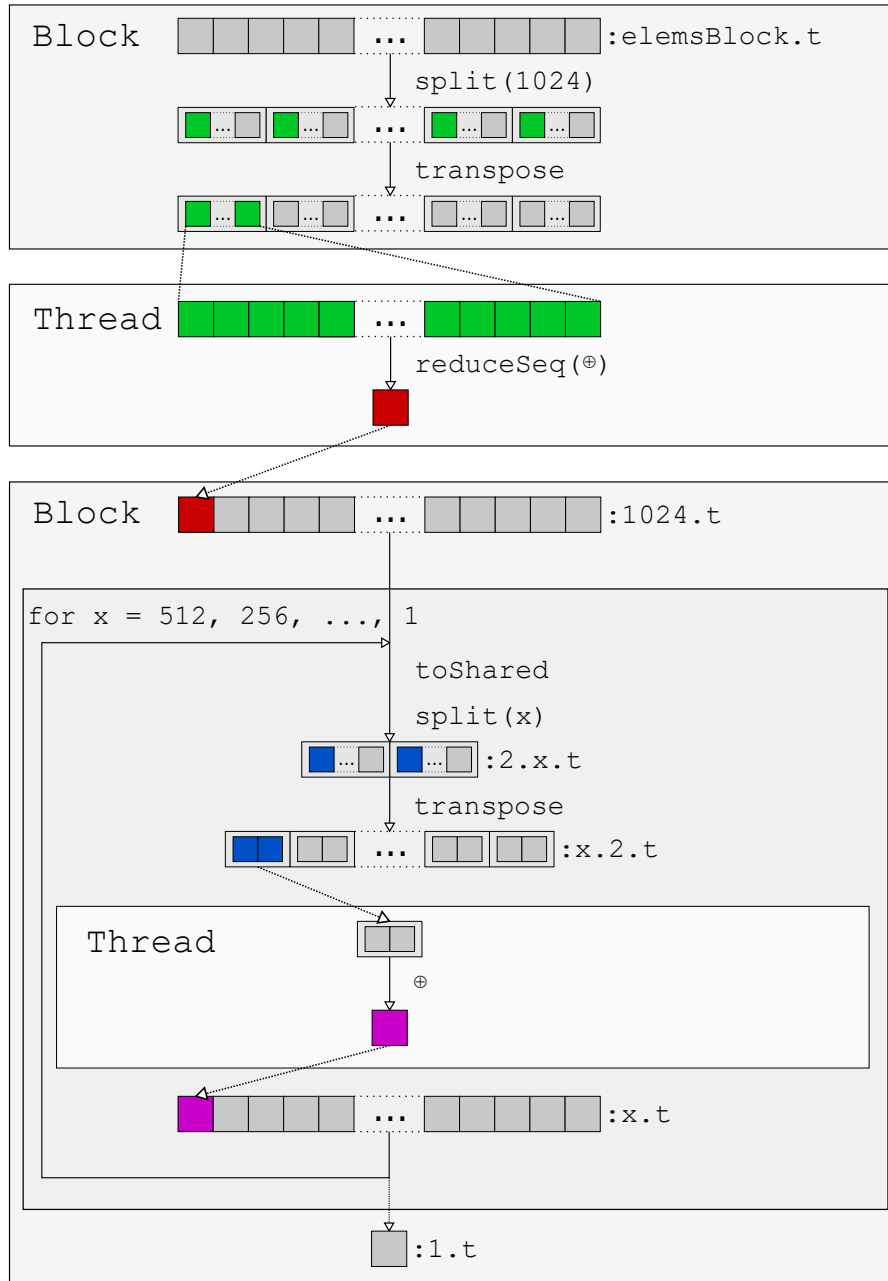 Block ... :elemsBlock.t
split(1024)
... ... ... ... ...
transpose
... ... ... ... ...
Thread ...
reduceSeq(⊕)
Block ... :1024.t
for x = 512, 256, ..., 1
toShared
split(x)
... ... :2.x.t
transpose
... :x.2.t
Thread
⊕
... :x.t
:1.t